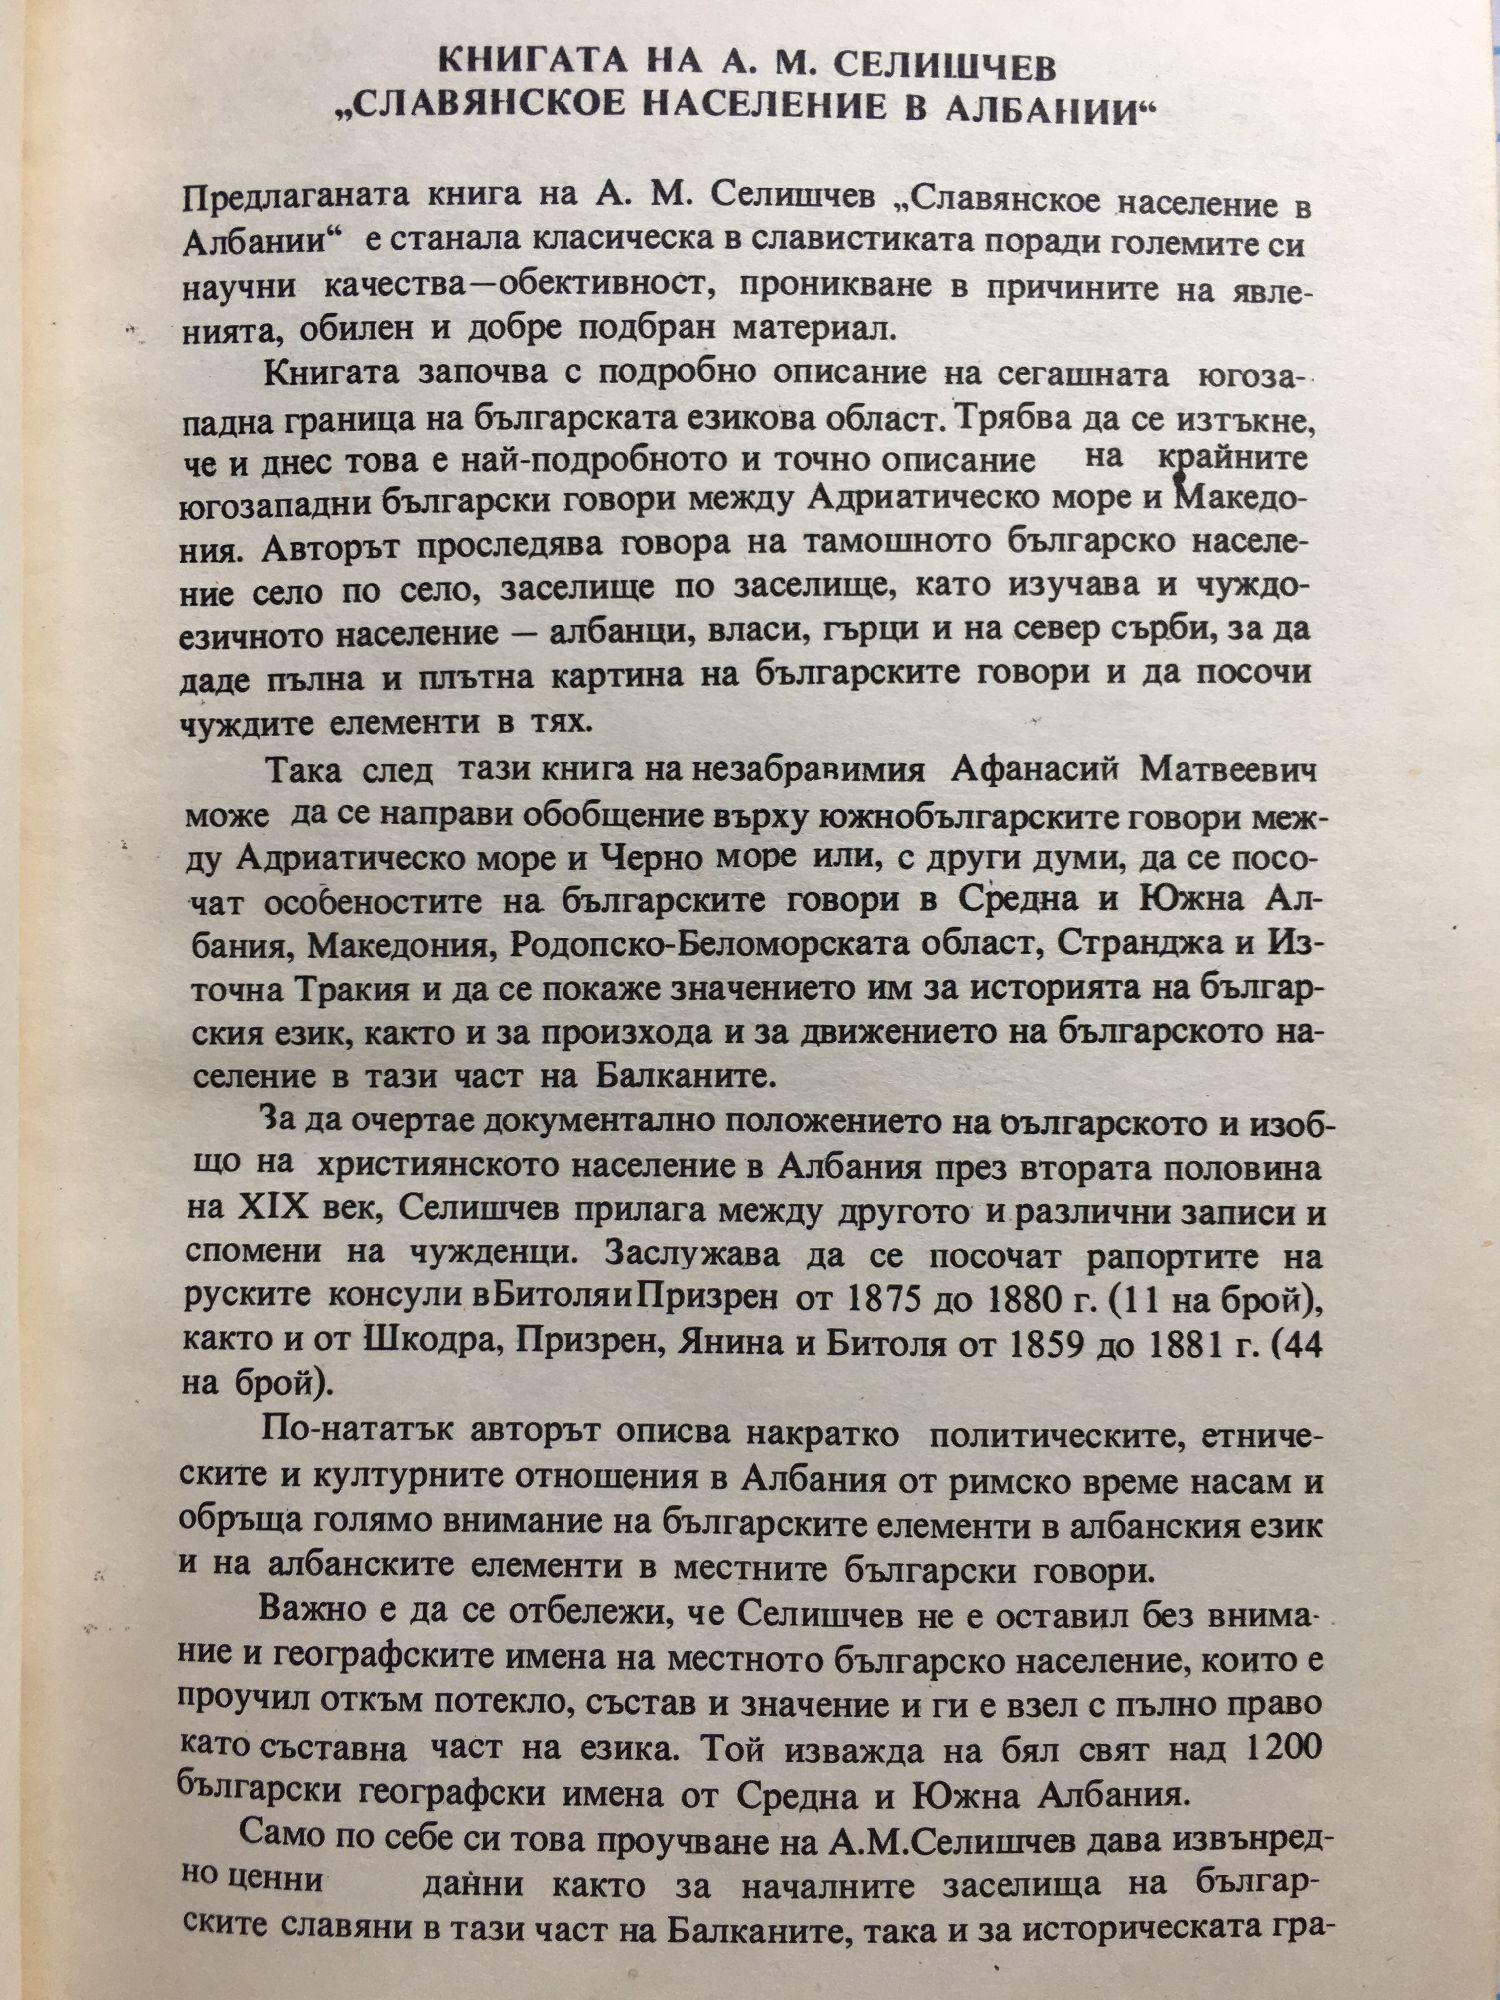 КНИГАТА НА А. М. СЕЛИШЧЕВ
„СЛАВЯНСКОЕ НАСЕЛЕНИЕ В АЛБАНИИ“
Предлаганата книга на А. М. Селишчев „Славянское население в
Албании“ е станала класическа в славистиката поради големите си
научни качества—обективност, проникване в причините на явле-
нията, обилен и добре подбран материал.
Книгата започва с подробно описание на сегашната югоза-
падна граница на българската езикова област. Трябва да се изтъкне,
че и днес това е най-подробното и точно описание на крайните
югозападни български говори между Адриатическо море и Македо-
ния. Авторът проследява говора на тамошното българско населе-
ние село по село, заселище по заселище, като изучава и чуждо-
езичното население — албанци, власи, гърци и на север сърби, за да
даде пълна и плътна картина на българските говори и да посочи
чуждите елементи в тях.
Така след тази книга на незабравимия Афанасий Матвеевич
може да се направи обобщение върху южнобългарските говори меж-
ду Адриатическо море и Черно море или, с други думи, да се посо-
чат особеностите на българските говори в Средна и Южна Ал-
бания, Македония, Родопско-Беломорската област, Странджа и Из-
точна Тракия и да се покаже значението им за историята на българ-
ския език, както и за произхода и за движението на българското на-
селение в тази част на Балканите.
За да очертае документално положението на българското и изоб-
що на християнското население в Албания през втората половина
на XIX век, Селишчев прилага между другото и различни записи и
спомени на чужденци. Заслужава да се посочат рапортите на
руските консули в Битоля и Призрен от 1875 до 1880 г. (11 на брой),
както и от Шкодра, Призрен, Янина и Битоля от 1859 до 1881 г. (44
на брой).
По-нататък авторът описва накратко политическите, етниче-
ските и културните отношения в Албания от римско време насам и
обръща голямо внимание на българските елементи в албанския език
и на албанските елементи в местните български говори.
Важно е да се отбележи, че Селишчев не е оставил без внима-
ние и географските имена на местното българско население, които е
проучил откъм потекло, състав и значение и ги е взел с пълно право
като съставна част на езика. Той изважда на бял свят над 1200
български географски имена от Средна и Южна Албания.
Само по себе си това проучване на А.М.Селишчев дава извънред-
но ценни данни както за началните заселища на българ-
ските славяни в тази част на Балканите, така и за историческата гра-